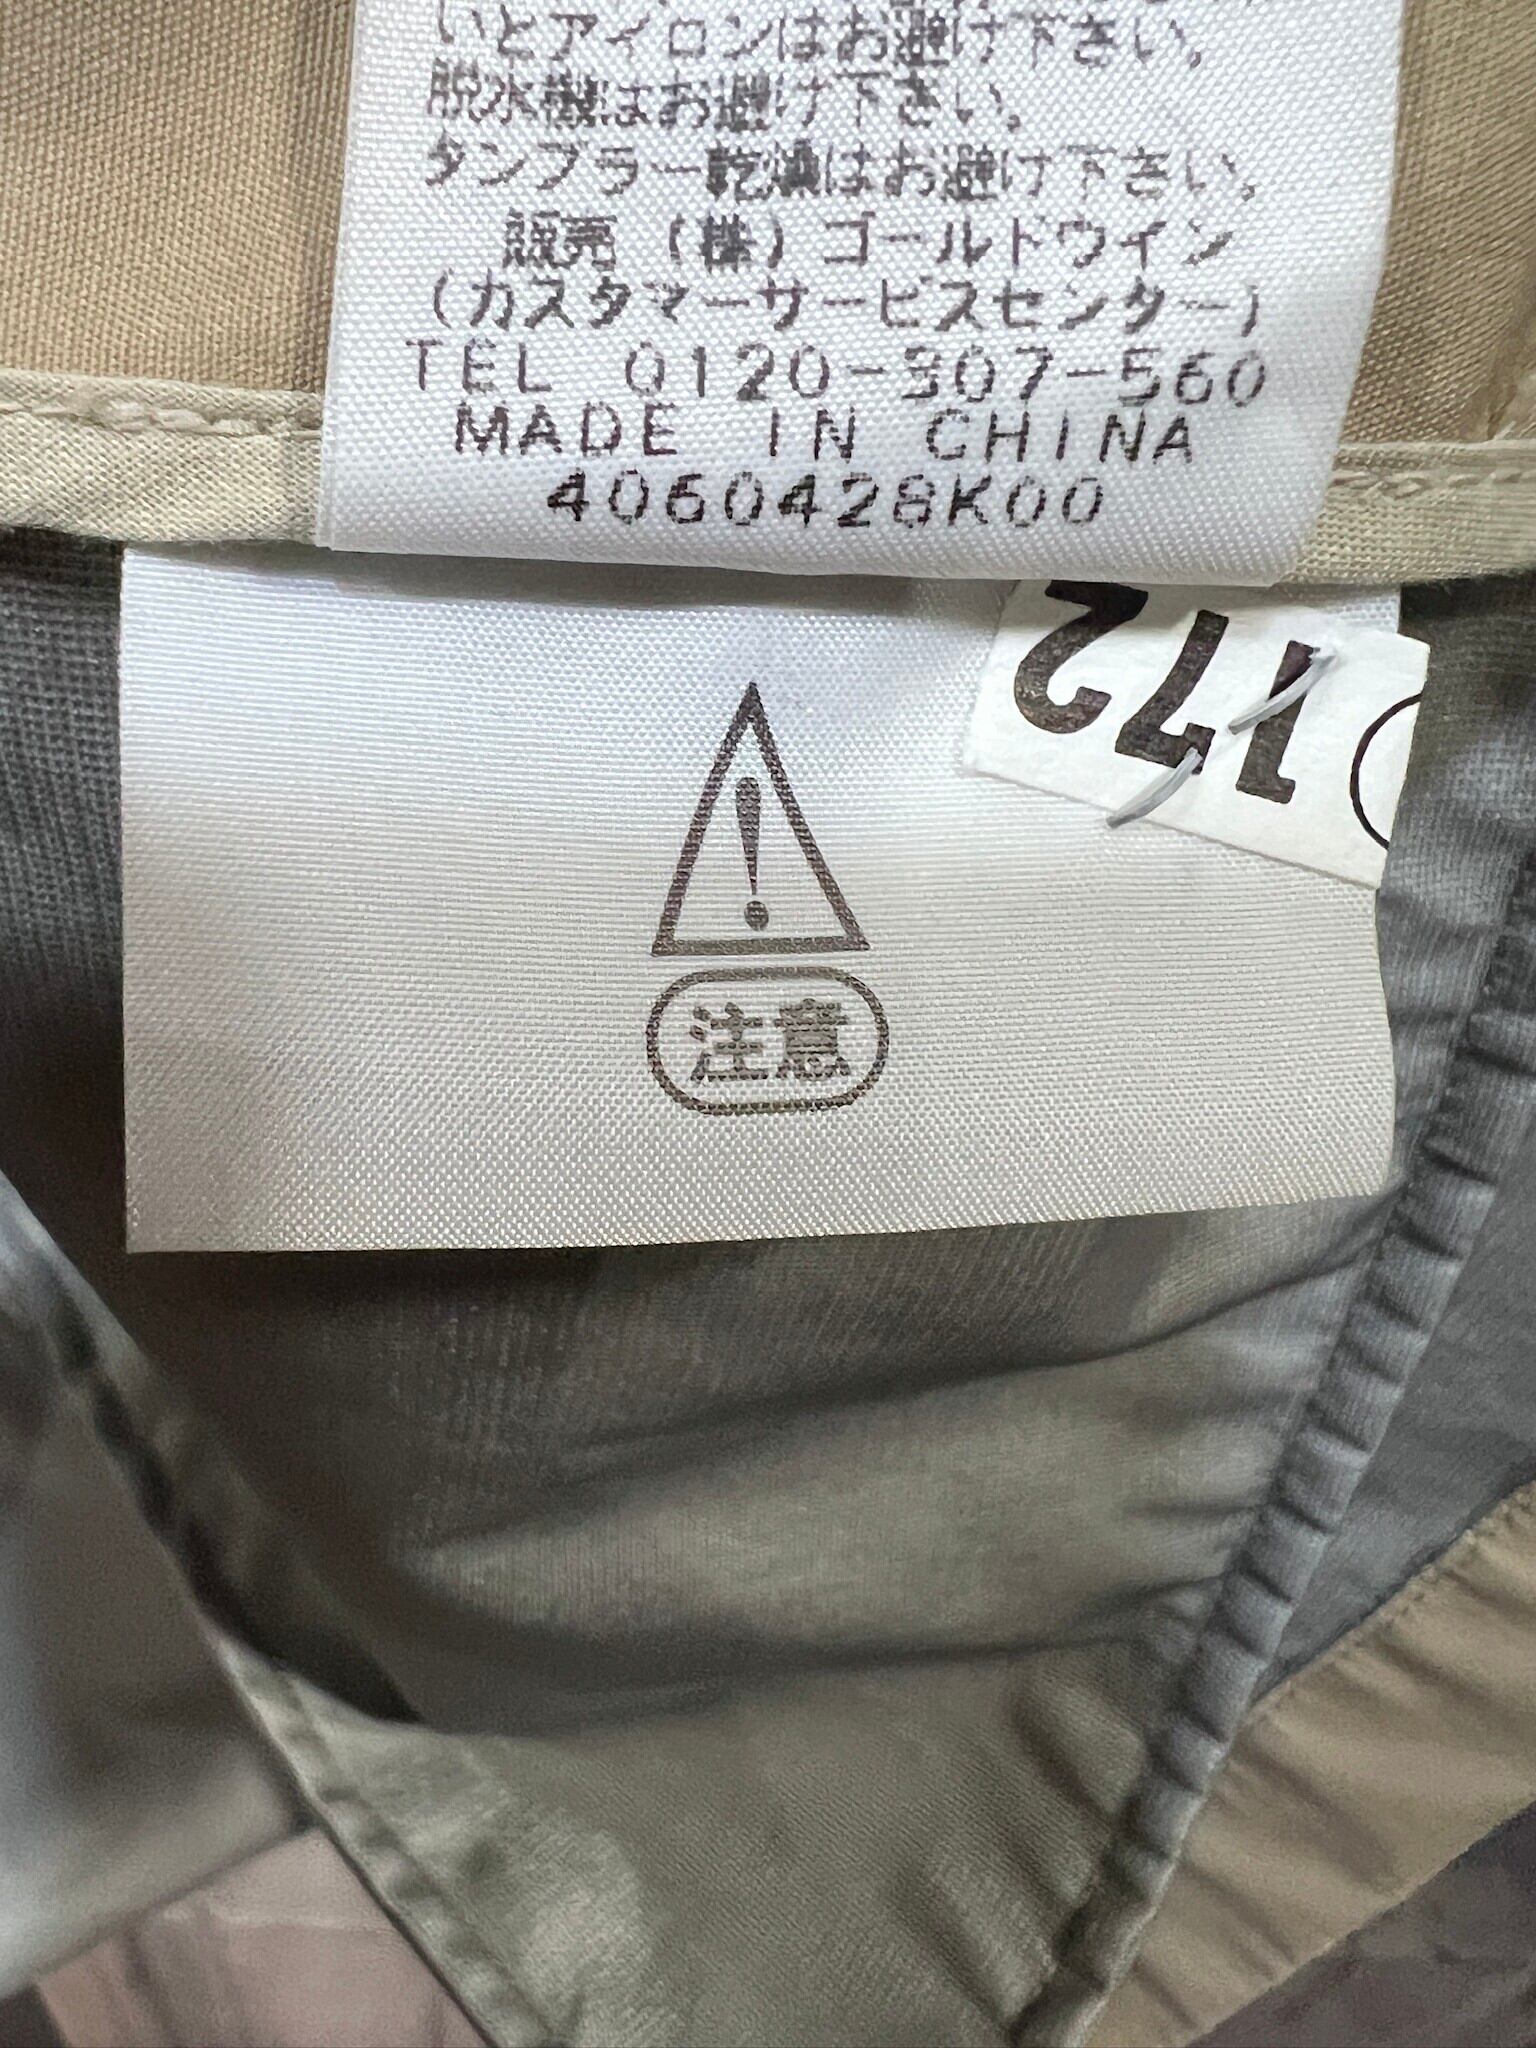 いとアイロンはお避け下さい。
脱水機はお避け下さい。
タンブラー乾燥はお避け下さい。
販売 (株) ゴールドウイン
(カスタマーサービスセンター)
TEL 0120-307-560
MADE IN CHINA
4060428K00
172
!
注意